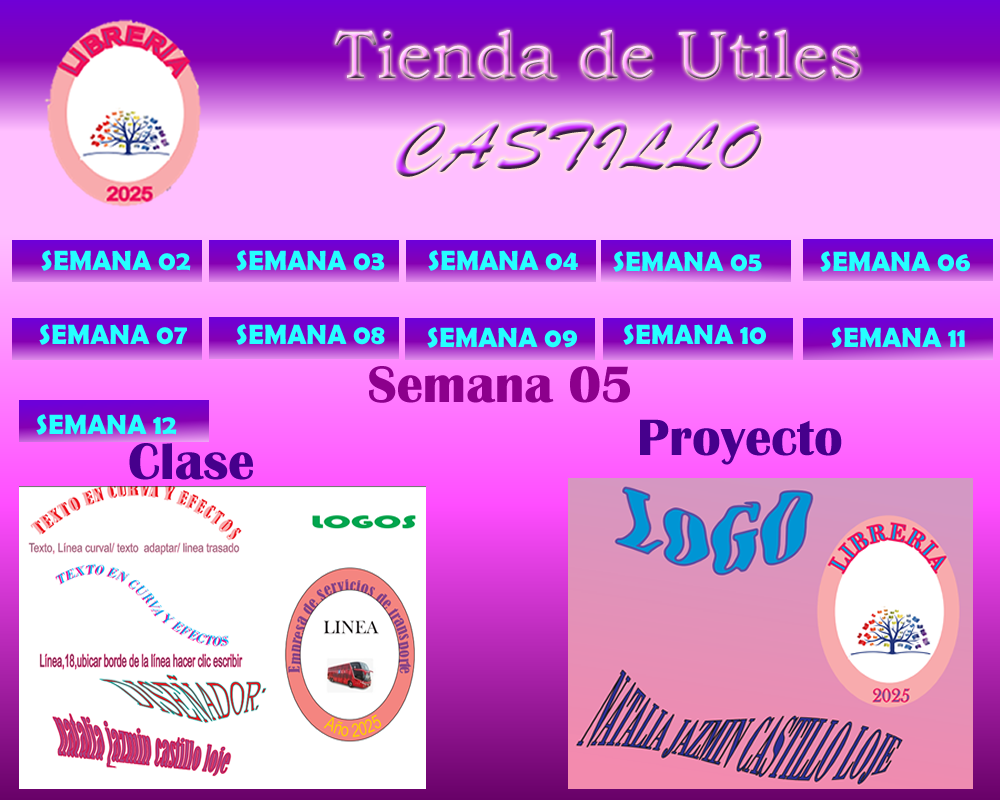 LIBRERIA
2025
Tienda de Utiles
CASTILLO
SEMANA 02
SEMANA 03
SEMANA 04
SEMANA 05
SEMANA 06
SEMANA 07
SEMANA 08
SEMANA 09
SEMANA 10
SEMANA 11
Semana 05
SEMANA 12
Clase
Proyecto
TEXTO EN CURVA Y EFECTOS
LOGOS
Texto, Línea curval/ texto adaptar/ linea trasado
TEXTO EN CURVA Y EFECTOS
Empresa de servicios de transporte
LINEA
Año 2025
Línea,18,ubicar borde de la línea hacer clic escribir
DISEÑADOR:
Natalia jazmin castillo loje
LOGO
LIBRERIA
2025
NATALIA JAZMIN CASTILLO LOJE